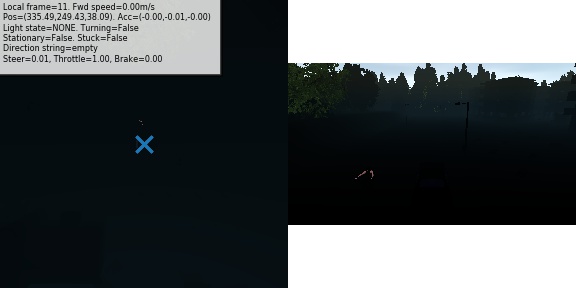 Local frame=11. Fwd speed=0.00m/s
Pos=(335.49,249.43,38.09). Acc=(-0.00,-0.01,-0.00)
Light state=NONE. Turning=False
Stationary=False. Stuck=False
Direction string=empty
Steer=0.01, Throttle=1.00, Brake=0.00